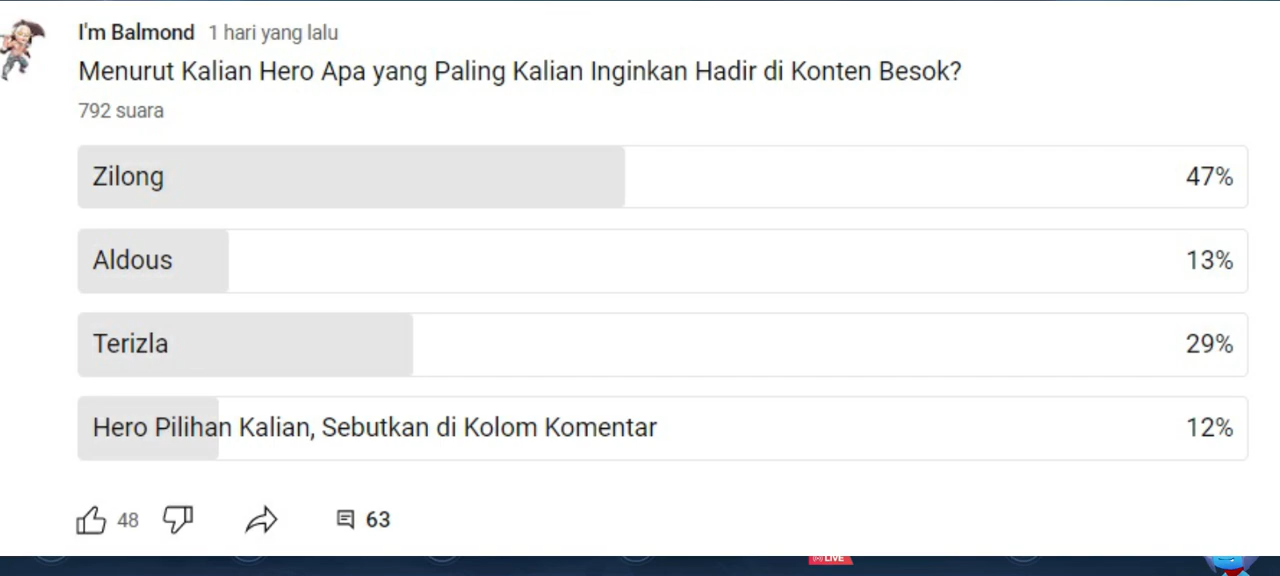 I'm Balmond 1 hari yang lalu
Menurut Kalian Hero Apa yang Paling Kalian Inginkan Hadir di Konten Besok?
792 suara
Zilong 47%
Aldous 13%
Terizla 29%
Hero Pilihan Kalian, Sebutkan di Kolom Komentar 12%
48 63
LIVE